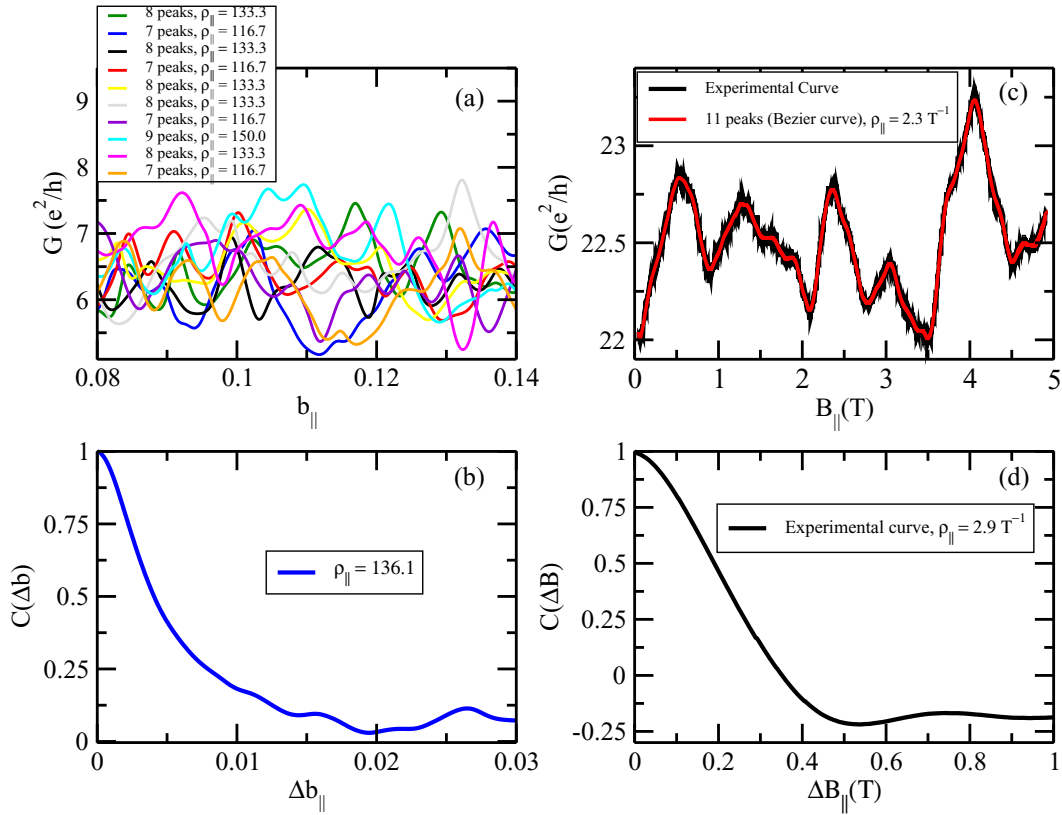 8 peaks, ρ|| = 133.3
7 peaks, ρ|| = 116.7
8 peaks, ρ|| = 133.3
7 peaks, ρ|| = 116.7
8 peaks, ρ|| = 133.3
8 peaks, ρ|| = 133.3
7 peaks, ρ|| = 116.7
9 peaks, ρ|| = 150.0
8 peaks, ρ|| = 133.3
7 peaks, ρ|| = 116.7
(a)
G (e²/h)
9
8
7
6
0.08
0.1
0.12
0.14
b||
(c)
Experimental Curve
11 peaks (Bezier curve), ρ|| = 2.3 T⁻¹
G(e²/h)
23
22.5
22
0
1
2
3
4
5
B||(T)
(b)
ρ|| = 136.1
C(Δb)
1
0.75
0.5
0.25
0
0
0.01
0.02
0.03
Δb||
(d)
Experimental curve, ρ|| = 2.9 T⁻¹
C(ΔB)
1
0.75
0.5
0.25
0
-0.25
0
0.2
0.4
0.6
0.8
1
ΔB||(T)